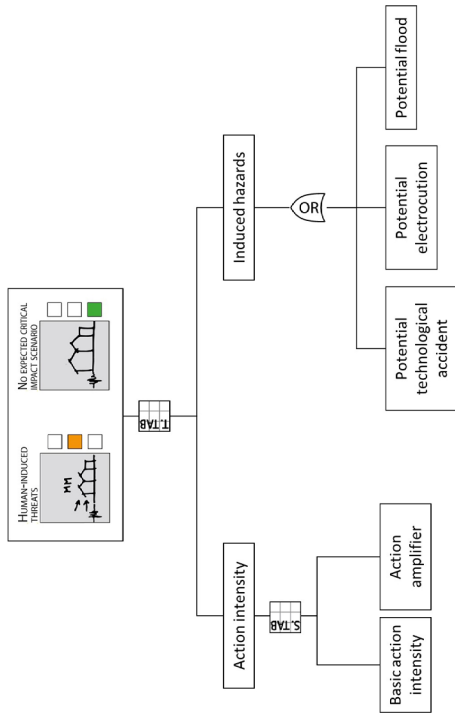 HUMAN-INDUCED
THREATS
NO EXPECTED CRITICAL
IMPACT SCENARIO
T.TAB
Action intensity
Induced hazards
S.TAB
OR
Basic action
intensity
Action
amplifier
Potential
technological
accident
Potential
electrocution
Potential flood